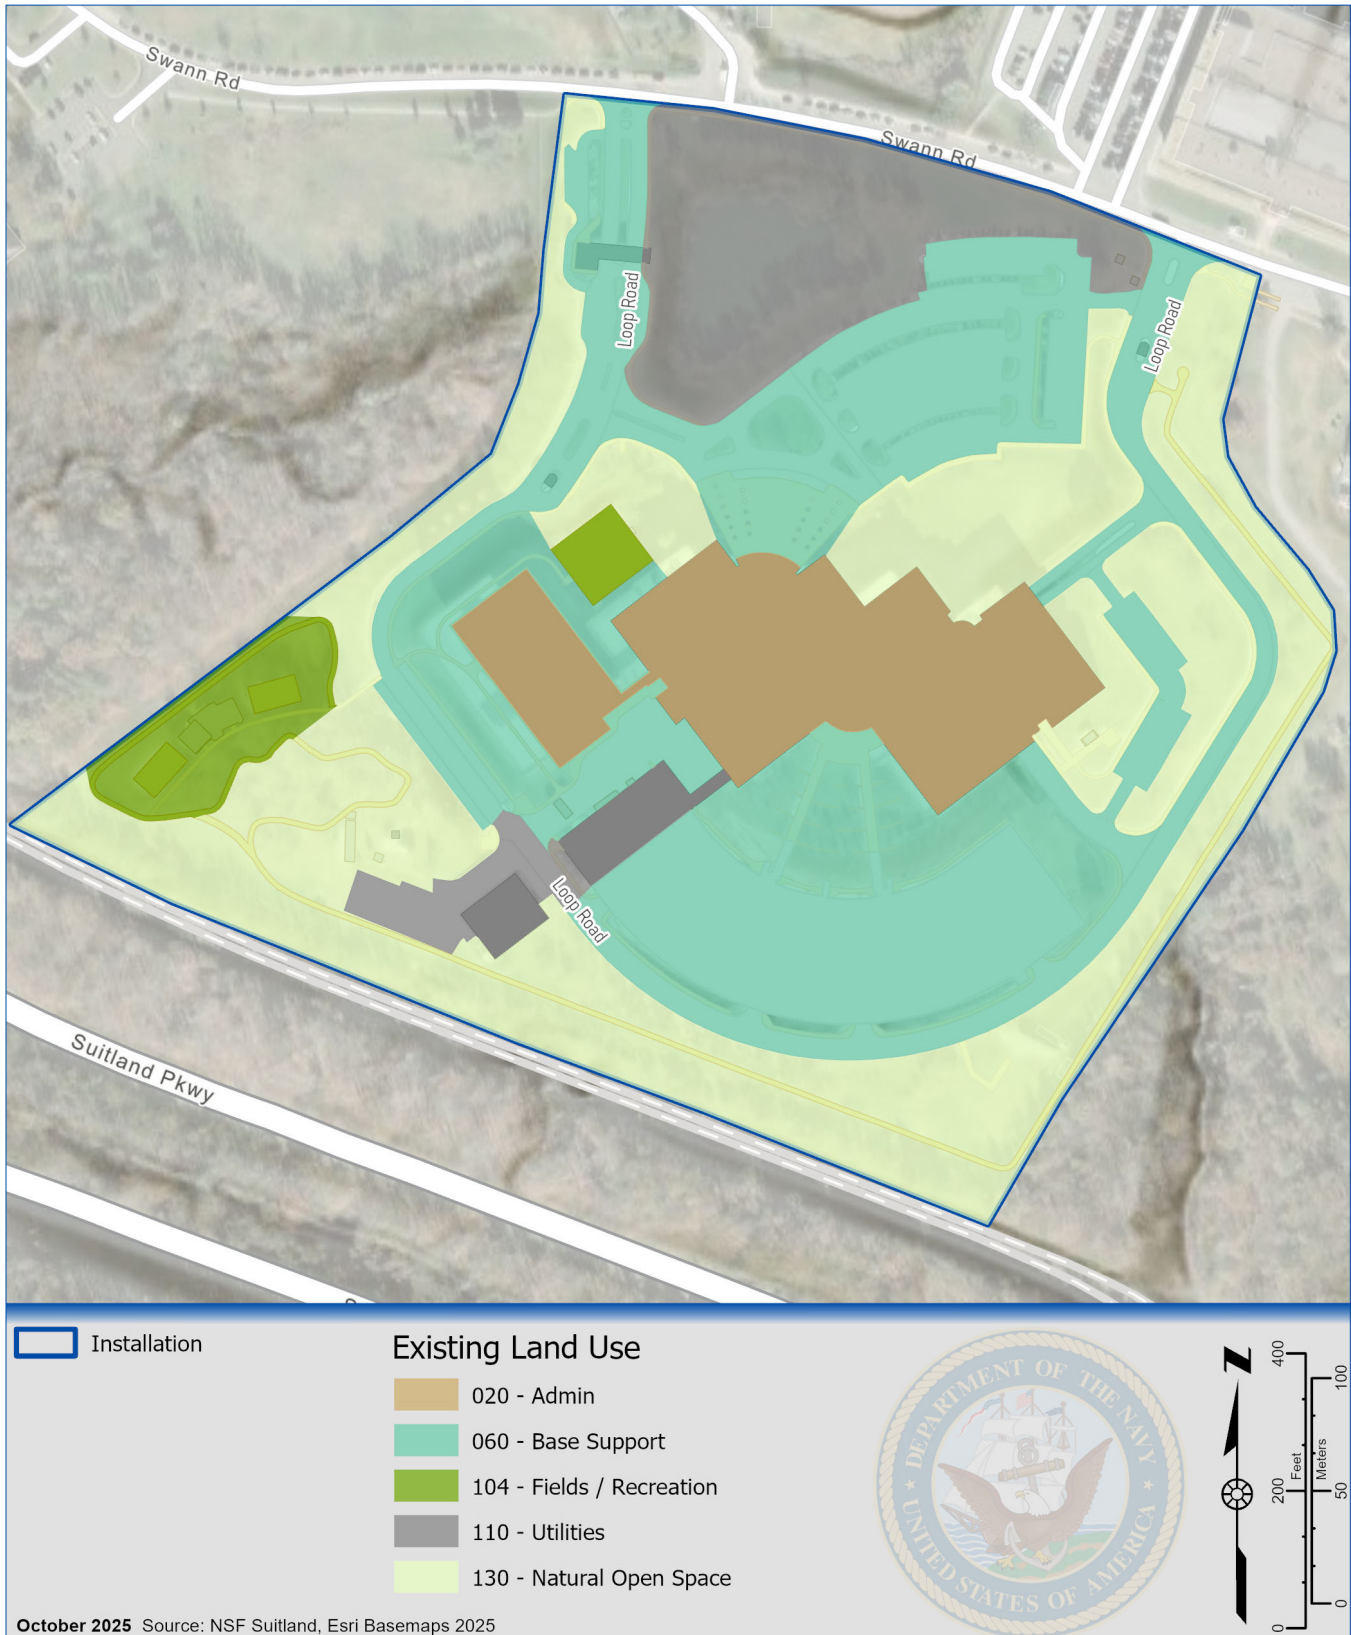 Swann Rd
Swann Rd
Loop Road
Loop Road
Loop Road
Suitland Pkwy
Installation
Existing Land Use
020 - Admin
060 - Base Support
104 - Fields / Recreation
110 - Utilities
130 - Natural Open Space
DEPARTMENT OF THE NAVY
UNITED STATES OF AMERICA
N
400
200
0
Feet
Meters
100
50
0
October 2025 Source: NSF Suitland, Esri Basemaps 2025